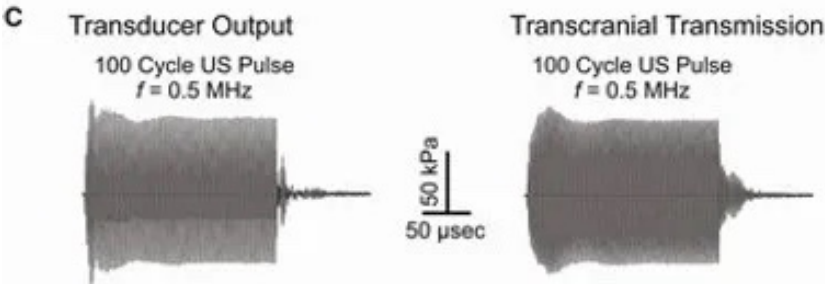 C
Transducer Output
100 Cycle US Pulse
f = 0.5 MHz
50 kPa
50 µsec
Transcranial Transmission
100 Cycle US Pulse
f = 0.5 MHz